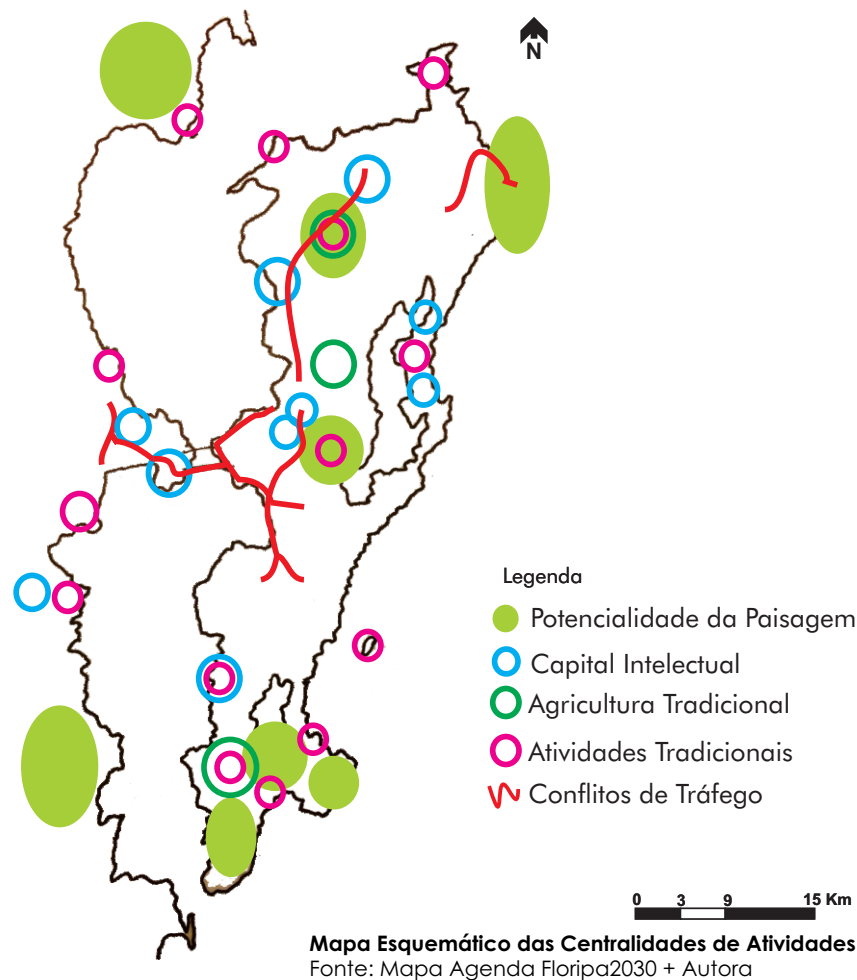 N
Legenda
Potencialidade da Paisagem
Capital Intelectual
Agricultura Tradicional
Atividades Tradicionais
Conflitos de Tráfego
0 3 9 15 Km
Mapa Esquemático das Centralidades de Atividades
Fonte: Mapa Agenda Floripa2030 + Autora